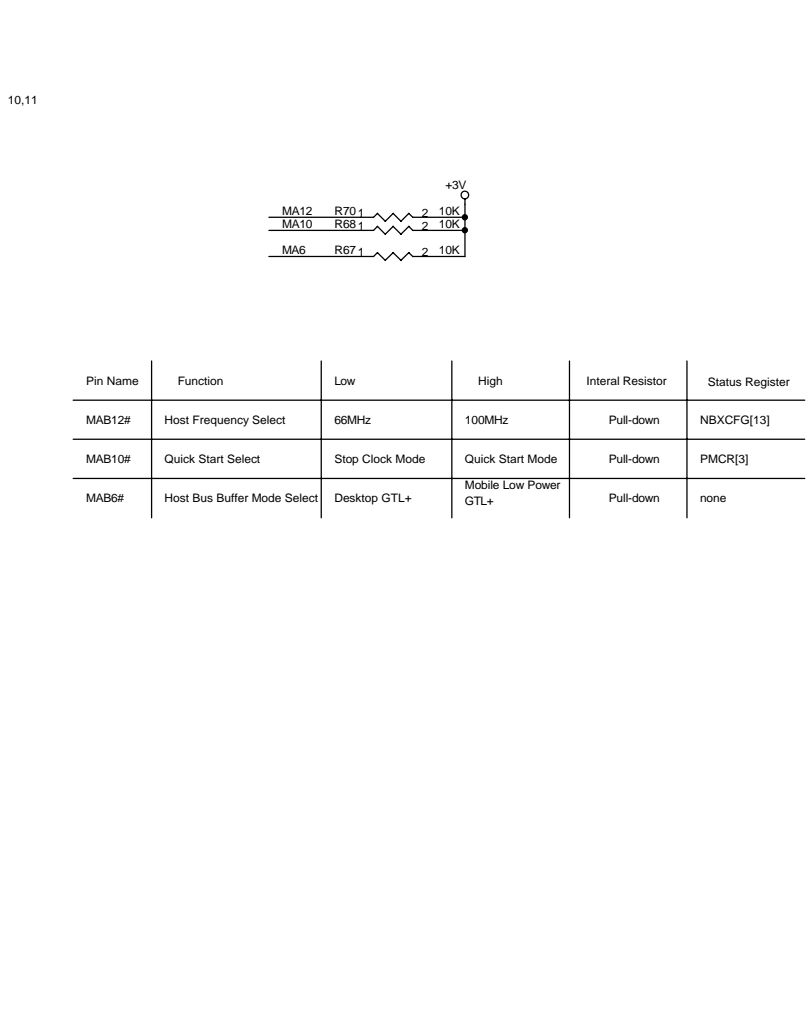 10,11
+3V
MA12 R70 1 2 10K
MA10 R68 1 2 10K
MA6 R67 1 2 10K
Pin Name Function Low High Interal Resistor Status Register
MAB12# Host Frequency Select 66MHz 100MHz Pull-down NBXCFG[13]
MAB10# Quick Start Select Stop Clock Mode Quick Start Mode Pull-down PMCR[3]
MAB6# Host Bus Buffer Mode Select Desktop GTL+ Mobile Low Power
GTL+ Pull-down none